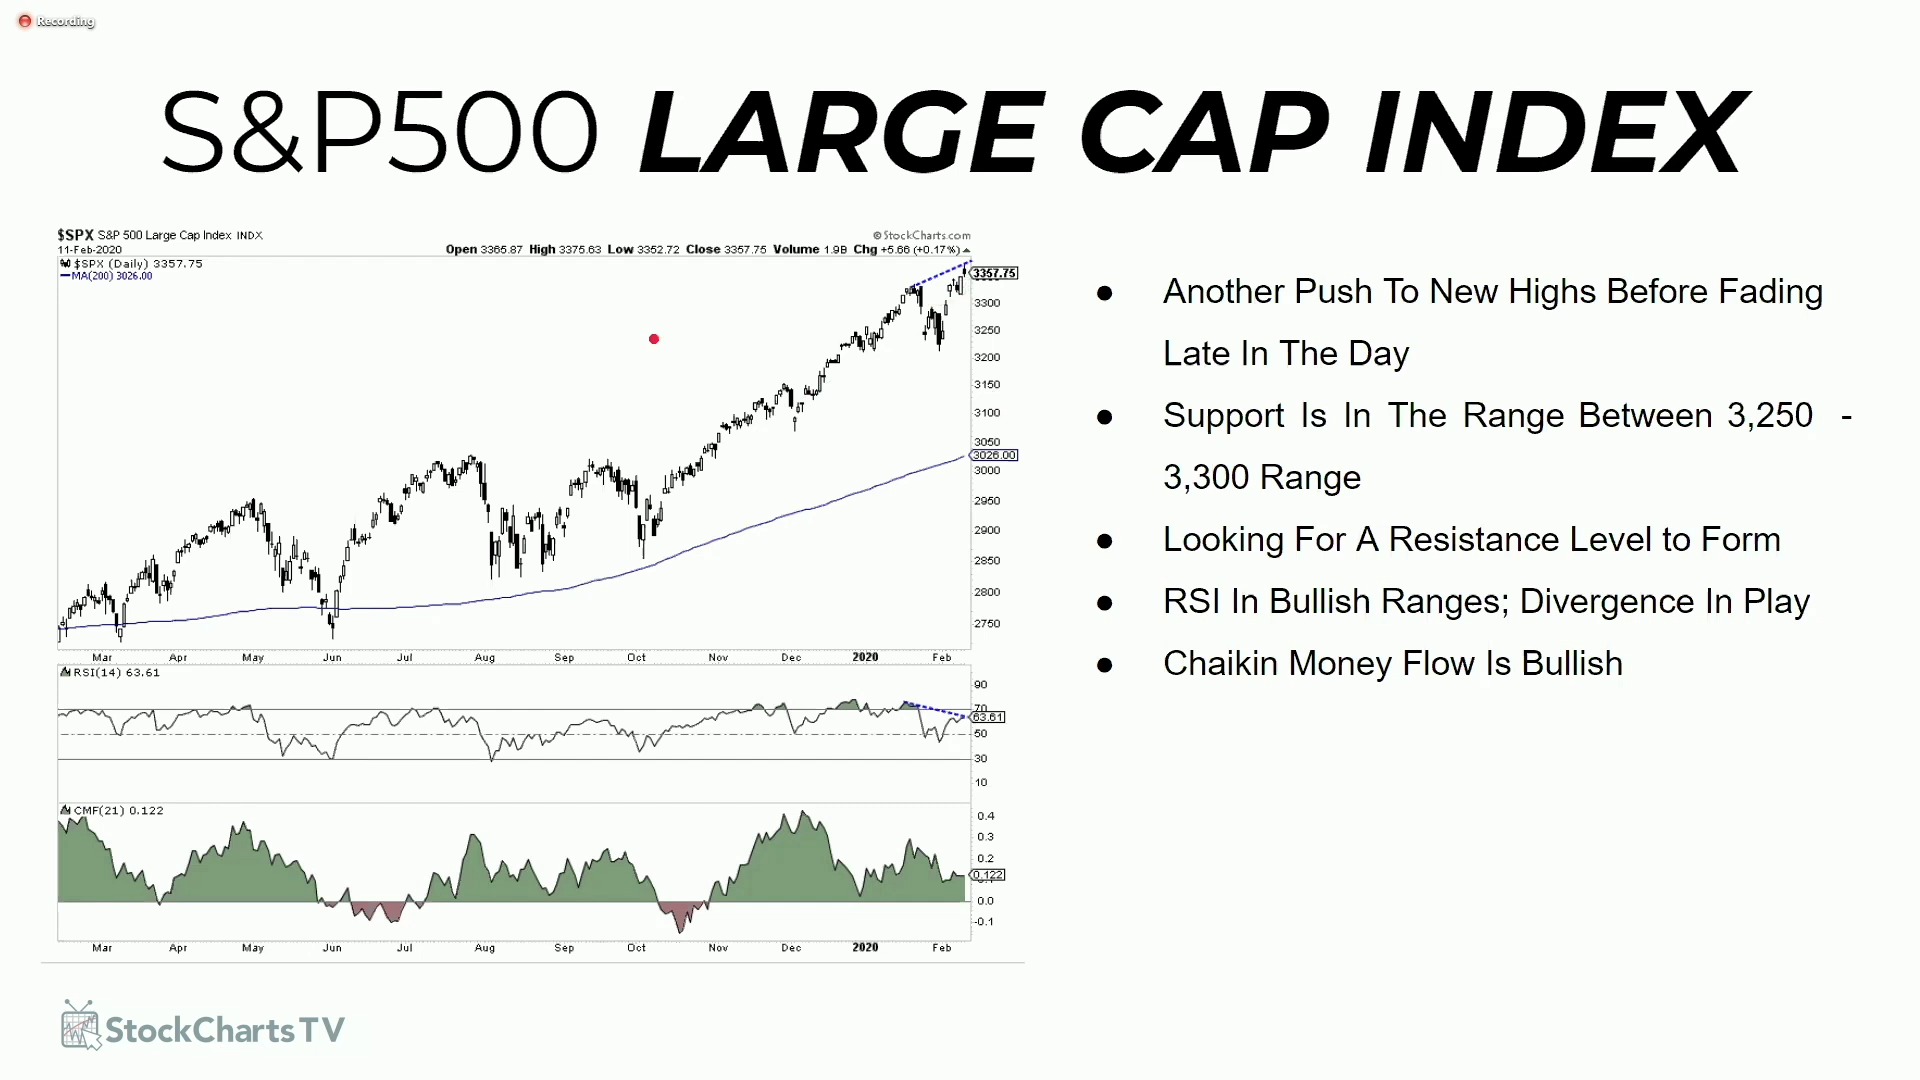 Recording
S&P500 LARGE CAP INDEX
$SPX S&P 500 Large Cap Index INDX
© StockCharts.com
11-Feb-2020
Open 3365.87 High 3375.63 Low 3352.72 Close 3357.75 Volume 1.9B Chg +5.66 (+0.17%)
$SPX (Daily) 3357.75
MA(200) 3026.00
3357.75
3300
3250
3200
3150
3100
3050
3026.00
3000
2950
2900
2850
2800
2750
Mar Apr May Jun Jul Aug Sep Oct Nov Dec 2020 Feb
RSI(14) 63.61
90
70
63.61
50
30
10
CMF(21) 0.122
0.4
0.3
0.2
0.122
0.0
-0.1
Mar Apr May Jun Jul Aug Sep Oct Nov Dec 2020 Feb
● Another Push To New Highs Before Fading
Late In The Day
● Support Is In The Range Between 3,250 -
3,300 Range
● Looking For A Resistance Level to Form
● RSI In Bullish Ranges; Divergence In Play
● Chaikin Money Flow Is Bullish
StockCharts TV